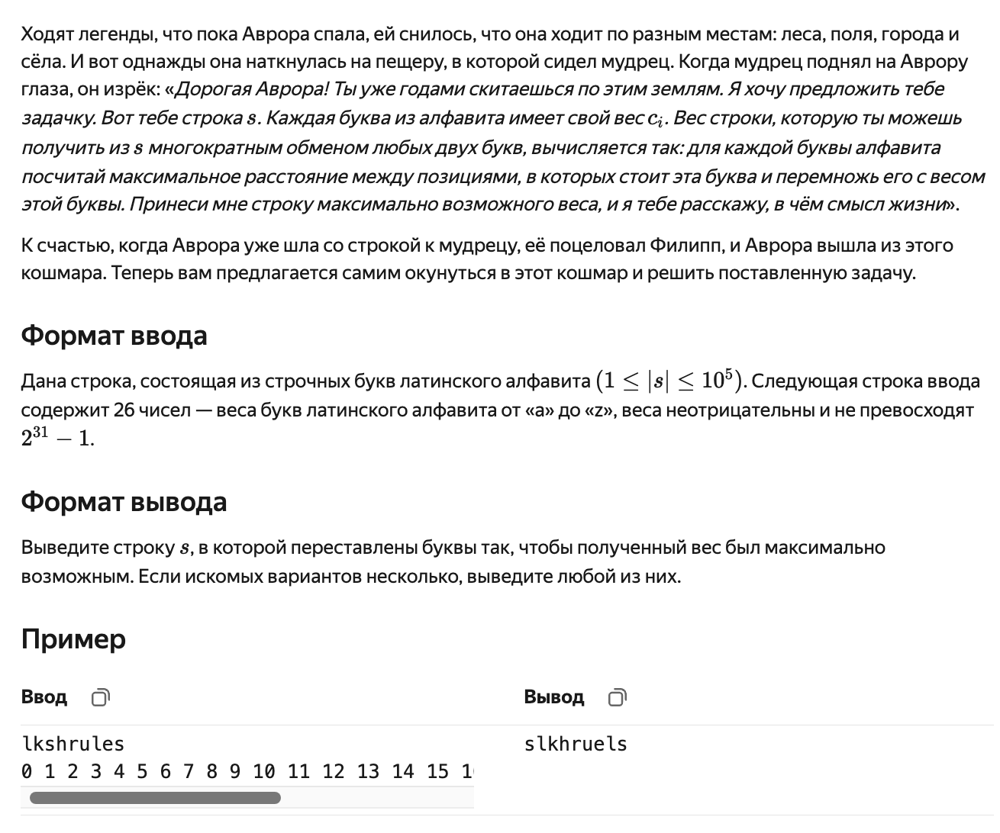 Ходят легенды, что пока Аврора спала, ей снилось, что она ходит по разным местам: леса, поля, города и
сёла. И вот однажды она наткнулась на пещеру, в которой сидел мудрец. Когда мудрец поднял на Аврору
глаза, он изрёк: «Дорогая Аврора! Ты уже годами скитаешься по этим землям. Я хочу предложить тебе
задачку. Вот тебе строка s. Каждая буква из алфавита имеет свой вес cᵢ. Вес строки, которую ты можешь
получить из s многократным обменом любых двух букв, вычисляется так: для каждой буквы алфавита
посчитай максимальное расстояние между позициями, в которых стоит эта буква и перемножь его с весом
этой буквы. Принеси мне строку максимально возможного веса, и я тебе расскажу, в чём смысл жизни».
К счастью, когда Аврора уже шла со строкой к мудрецу, её поцеловал Филипп, и Аврора вышла из этого
кошмара. Теперь вам предлагается самим окунуться в этот кошмар и решить поставленную задачу.
Формат ввода
Дана строка, состоящая из строчных букв латинского алфавита (1 ≤ |s| ≤ 10⁵). Следующая строка ввода
содержит 26 чисел — веса букв латинского алфавита от «a» до «z», веса неотрицательны и не превосходят
2³¹ − 1.
Формат вывода
Выведите строку s, в которой переставлены буквы так, чтобы полученный вес был максимально
возможным. Если искомых вариантов несколько, выведите любой из них.
Пример
Ввод
Вывод
lkshrules
slkhruels
0 1 2 3 4 5 6 7 8 9 10 11 12 13 14 15